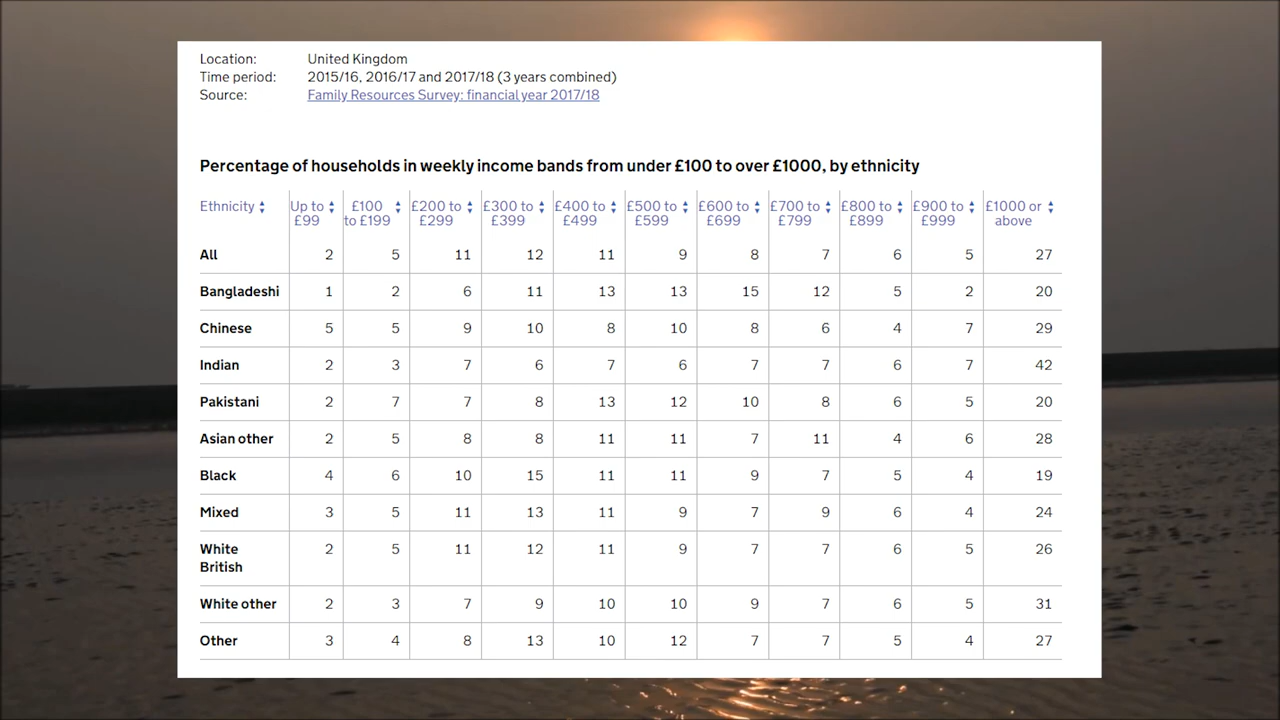 Location: United Kingdom
Time period: 2015/16, 2016/17 and 2017/18 (3 years combined)
Source: Family Resources Survey: financial year 2017/18
Percentage of households in weekly income bands from under £100 to over £1000, by ethnicity
Ethnicity Up to £99 £100 to £199 £200 to £299 £300 to £399 £400 to £499 £500 to £599 £600 to £699 £700 to £799 £800 to £899 £900 to £999 £1000 or above
All 2 5 11 12 11 9 8 7 6 5 27
Bangladeshi 1 2 6 11 13 13 15 12 5 2 20
Chinese 5 5 9 10 8 10 8 6 4 7 29
Indian 2 3 7 6 7 6 7 7 6 7 42
Pakistani 2 7 7 8 13 12 10 8 6 5 20
Asian other 2 5 8 8 11 11 7 11 4 6 28
Black 4 6 10 15 11 11 9 7 5 4 19
Mixed 3 5 11 13 11 9 7 9 6 4 24
White British 2 5 11 12 11 9 7 7 6 5 26
White other 2 3 7 9 10 10 9 7 6 5 31
Other 3 4 8 13 10 12 7 7 5 4 27